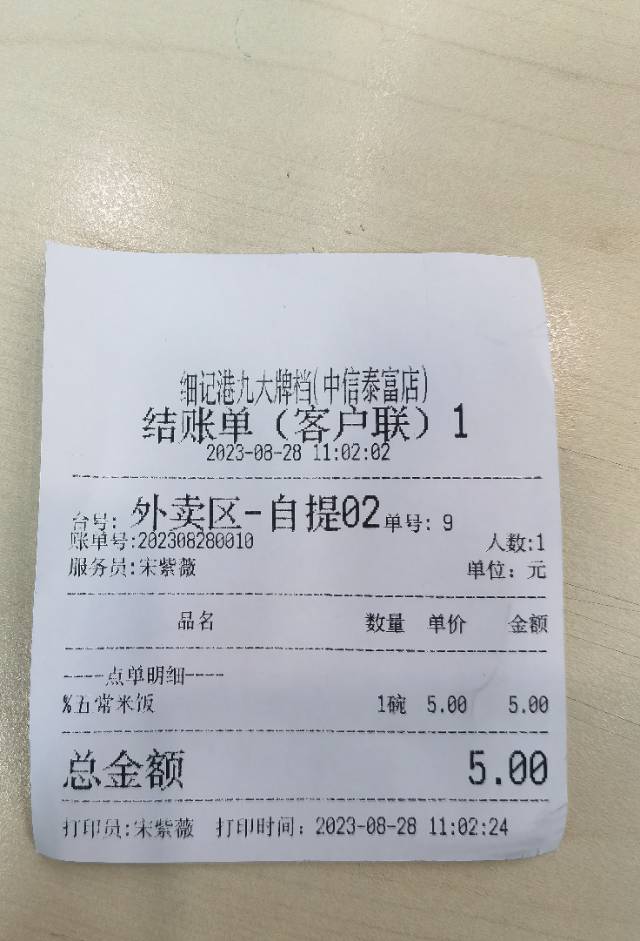 细记港九大牌档(中信泰富店)
结账单（客户联）1
2023-08-28 11:02:02
台号: 外卖区-自提02 单号: 9
账单号:202308280010 人数:1
服务员:宋紫薇 单位: 元
品名 数量 单价 金额
----点单明细----
%五常米饭 1碗 5.00 5.00
总金额 5.00
打印员:宋紫薇 打印时间: 2023-08-28 11:02:24